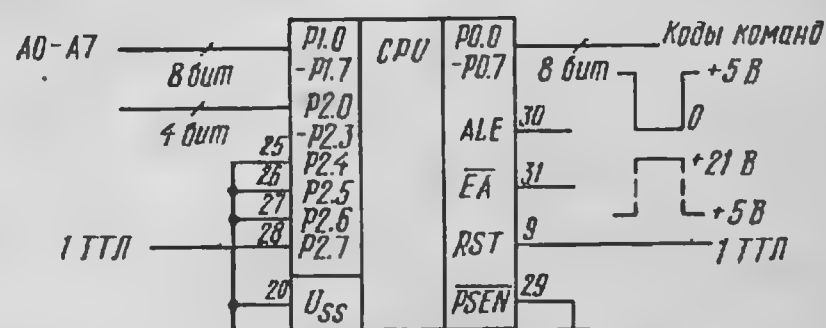 A0-A7
8 бит
4 бит
25
26
27
28
1 ТТЛ
20
P1.0
-P1.7
P2.0
-P2.3
P2.4
P2.5
P2.6
P2.7
USS
CPU
P0.0
-P0.7
ALE
EA
RST
PSEN
30
31
9
29
8 бит
Коды команд
+5 В
0
+21 В
+5 В
1 ТТЛ